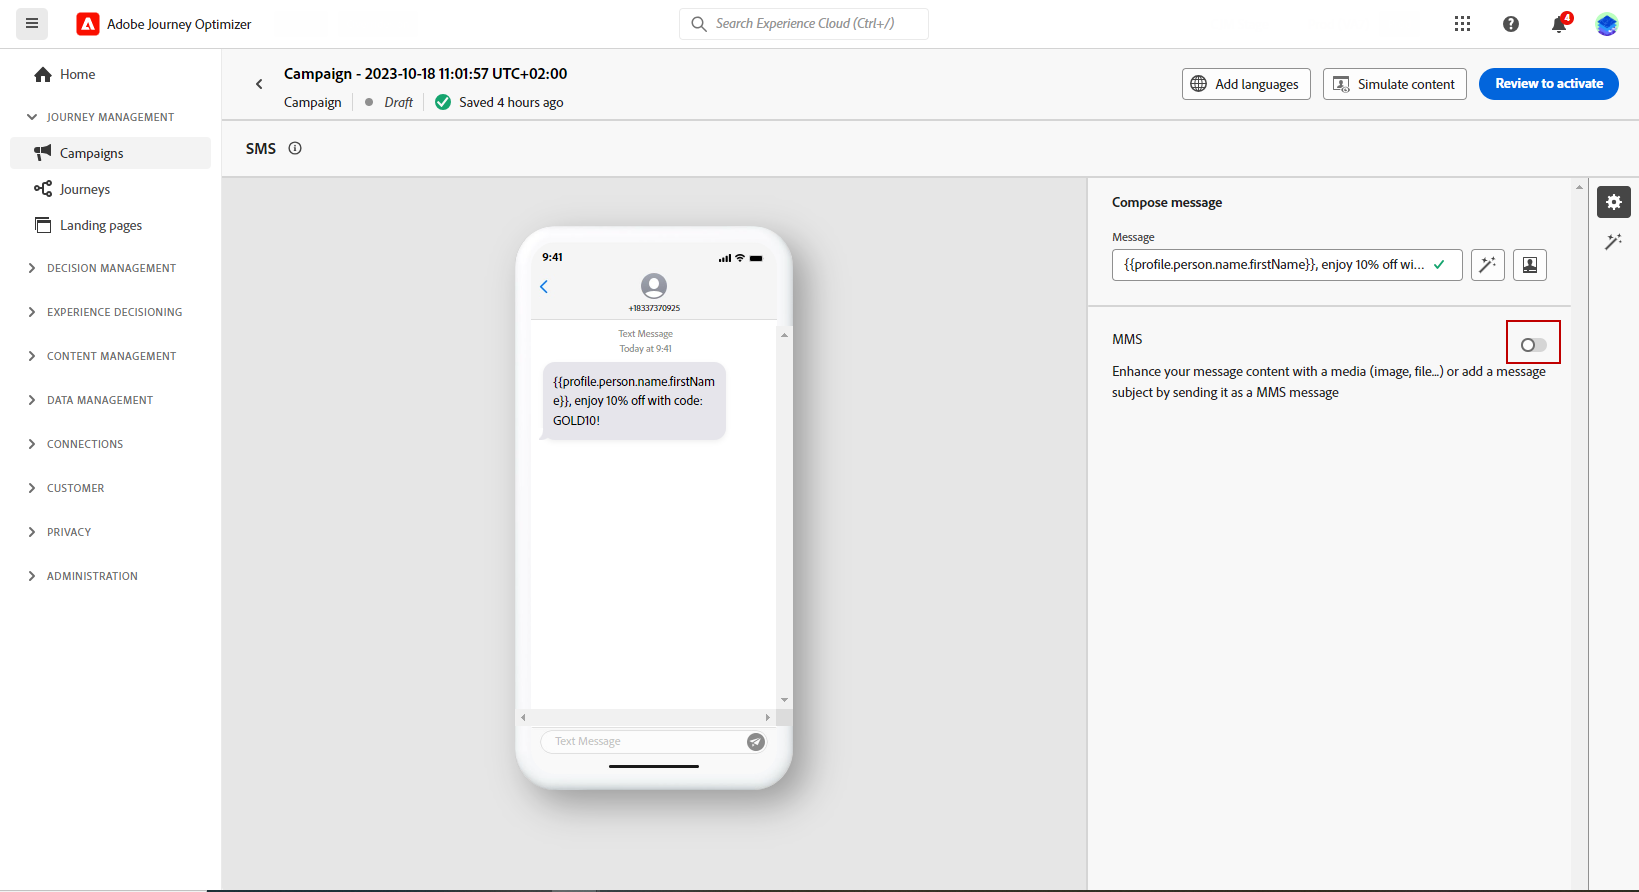 Adobe Journey Optimizer
Search Experience Cloud (Ctrl+/)
4
Home
JOURNEY MANAGEMENT
Campaigns
Journeys
Landing pages
DECISION MANAGEMENT
EXPERIENCE DECISIONING
CONTENT MANAGEMENT
DATA MANAGEMENT
CONNECTIONS
CUSTOMER
PRIVACY
ADMINISTRATION
Campaign - 2023-10-18 11:01:57 UTC+02:00
Campaign
Draft
Saved 4 hours ago
Add languages
Simulate content
Review to activate
SMS
9:41
+18337370925
Text Message
Today at 9:41
{{profile.person.name.firstNam
e}}, enjoy 10% off with code:
GOLD10!
Text Message
Compose message
Message
{{profile.person.name.firstName}}, enjoy 10% off wi...
MMS
Enhance your message content with a media (image, file...) or add a message
subject by sending it as a MMS message